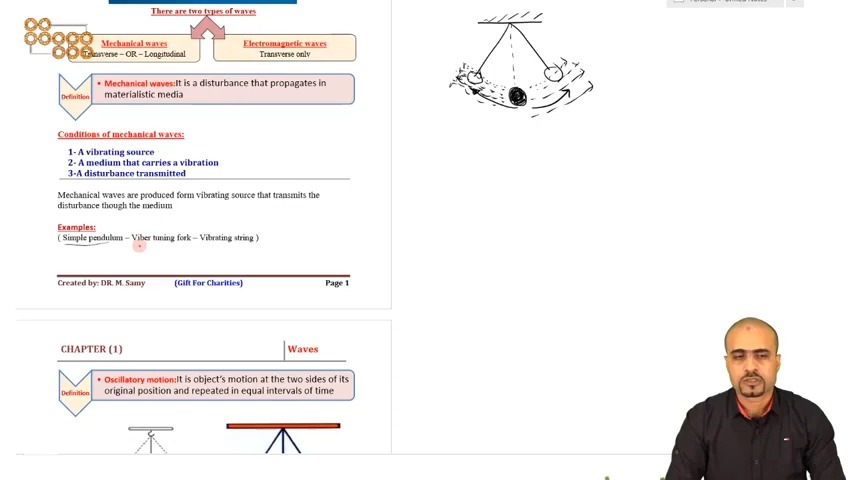 There are two types of waves
Mechanical waves
Transverse – OR – Longitudinal
Electromagnetic waves
Transverse only
Definition
• Mechanical waves:It is a disturbance that propagates in
materialistic media
Conditions of mechanical waves:
1- A vibrating source
2- A medium that carries a vibration
3-A disturbance transmitted
Mechanical waves are produced form vibrating source that transmits the
disturbance though the medium
Examples:
( Simple pendulum – Viber tuning fork – Vibrating string )
Created by: DR. M. Samy (Gift For Charities) Page 1
CHAPTER (1) Waves
Definition
• Oscillatory motion:It is object's motion at the two sides of its
original position and repeated in equal intervals of time